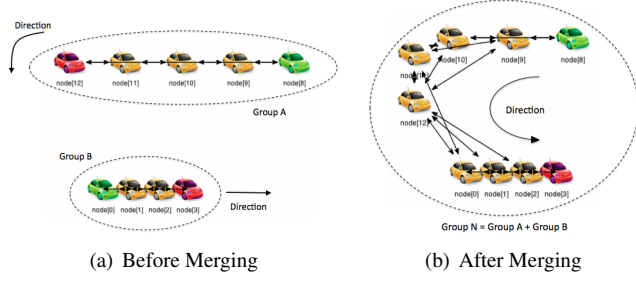 Direction
node[12] node[11] node[10] node[9] node[8]
Group A
Group B
node[0] node[1] node[2] node[3]
Direction
(a) Before Merging
node[10] node[9] node[8]
Direction
node[12]
node[0] node[1] node[2] node[3]
Group N = Group A + Group B
(b) After Merging